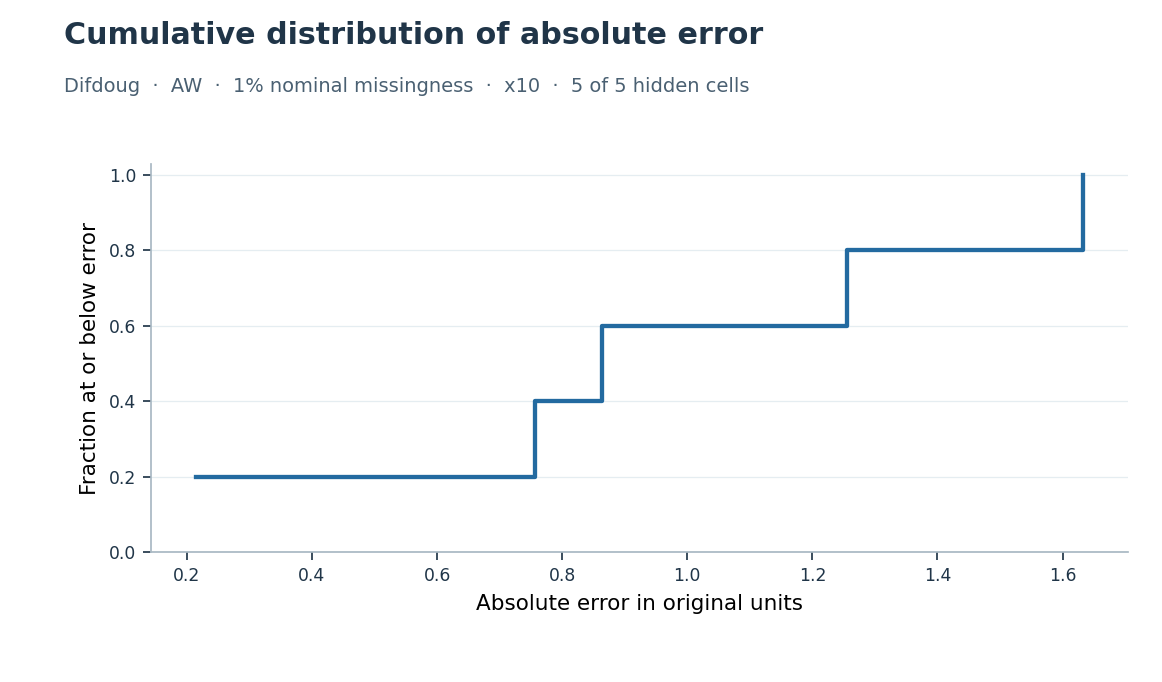 Cumulative distribution of absolute error
Difdoug · AW · 1% nominal missingness · x10 · 5 of 5 hidden cells
Fraction at or below error
1.0
0.8
0.6
0.4
0.2
0.0
0.2 0.4 0.6 0.8 1.0 1.2 1.4 1.6
Absolute error in original units